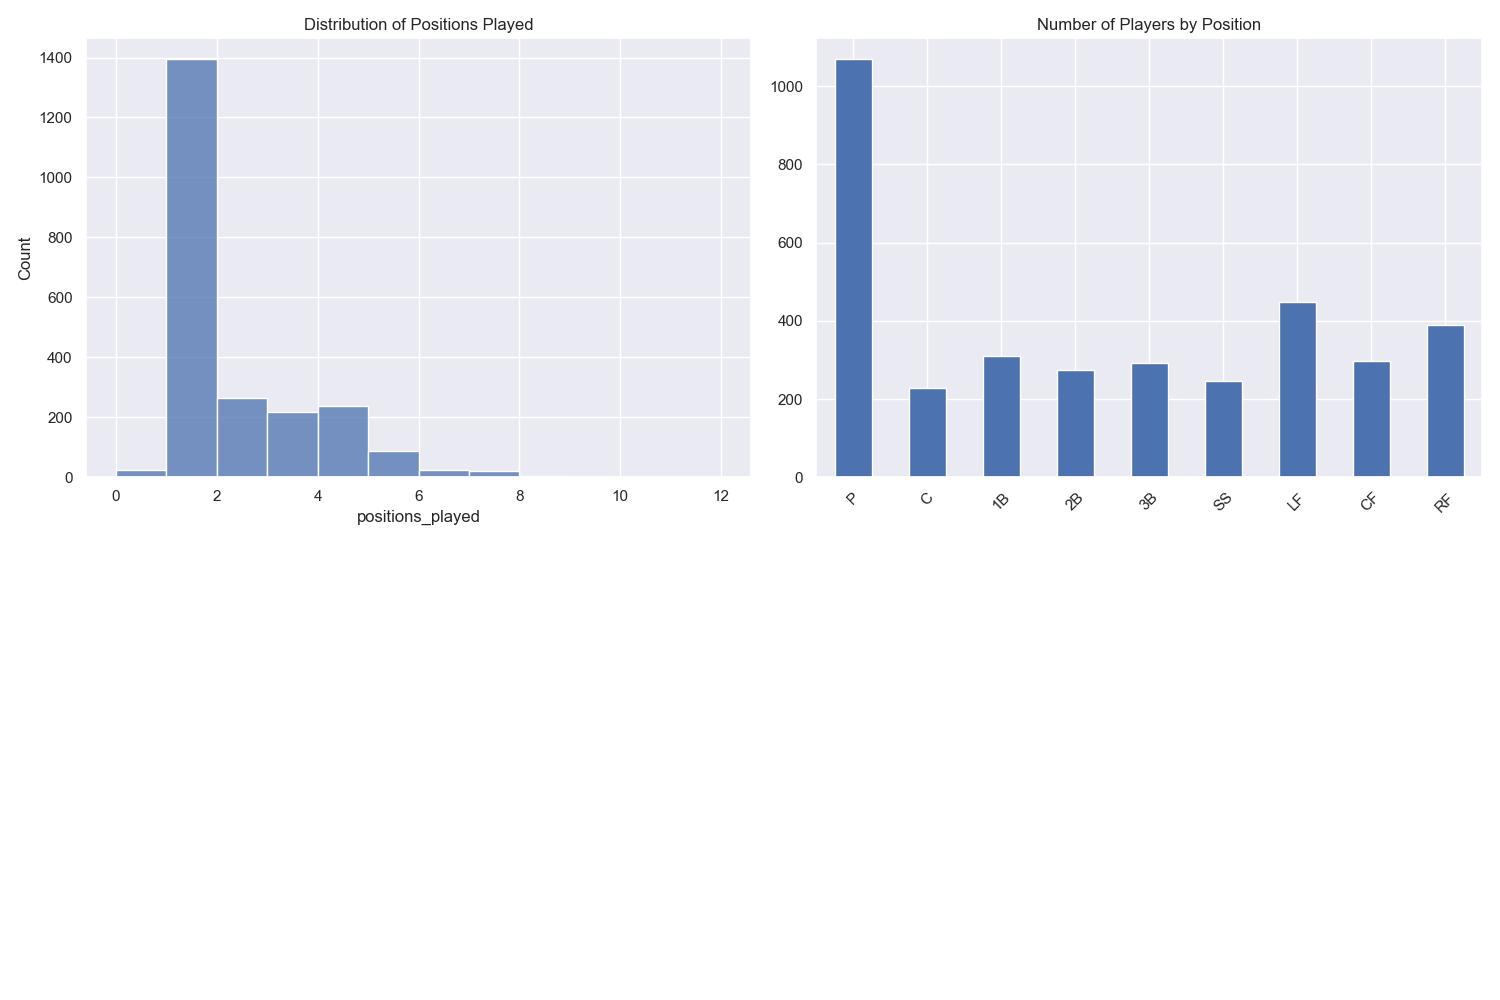 Distribution of Positions Played
1400
1200
1000
800
600
400
200
0
Count
0 2 4 6 8 10 12
positions_played
Number of Players by Position
1000
800
600
400
200
0
P C 1B 2B 3B SS LF CF RF